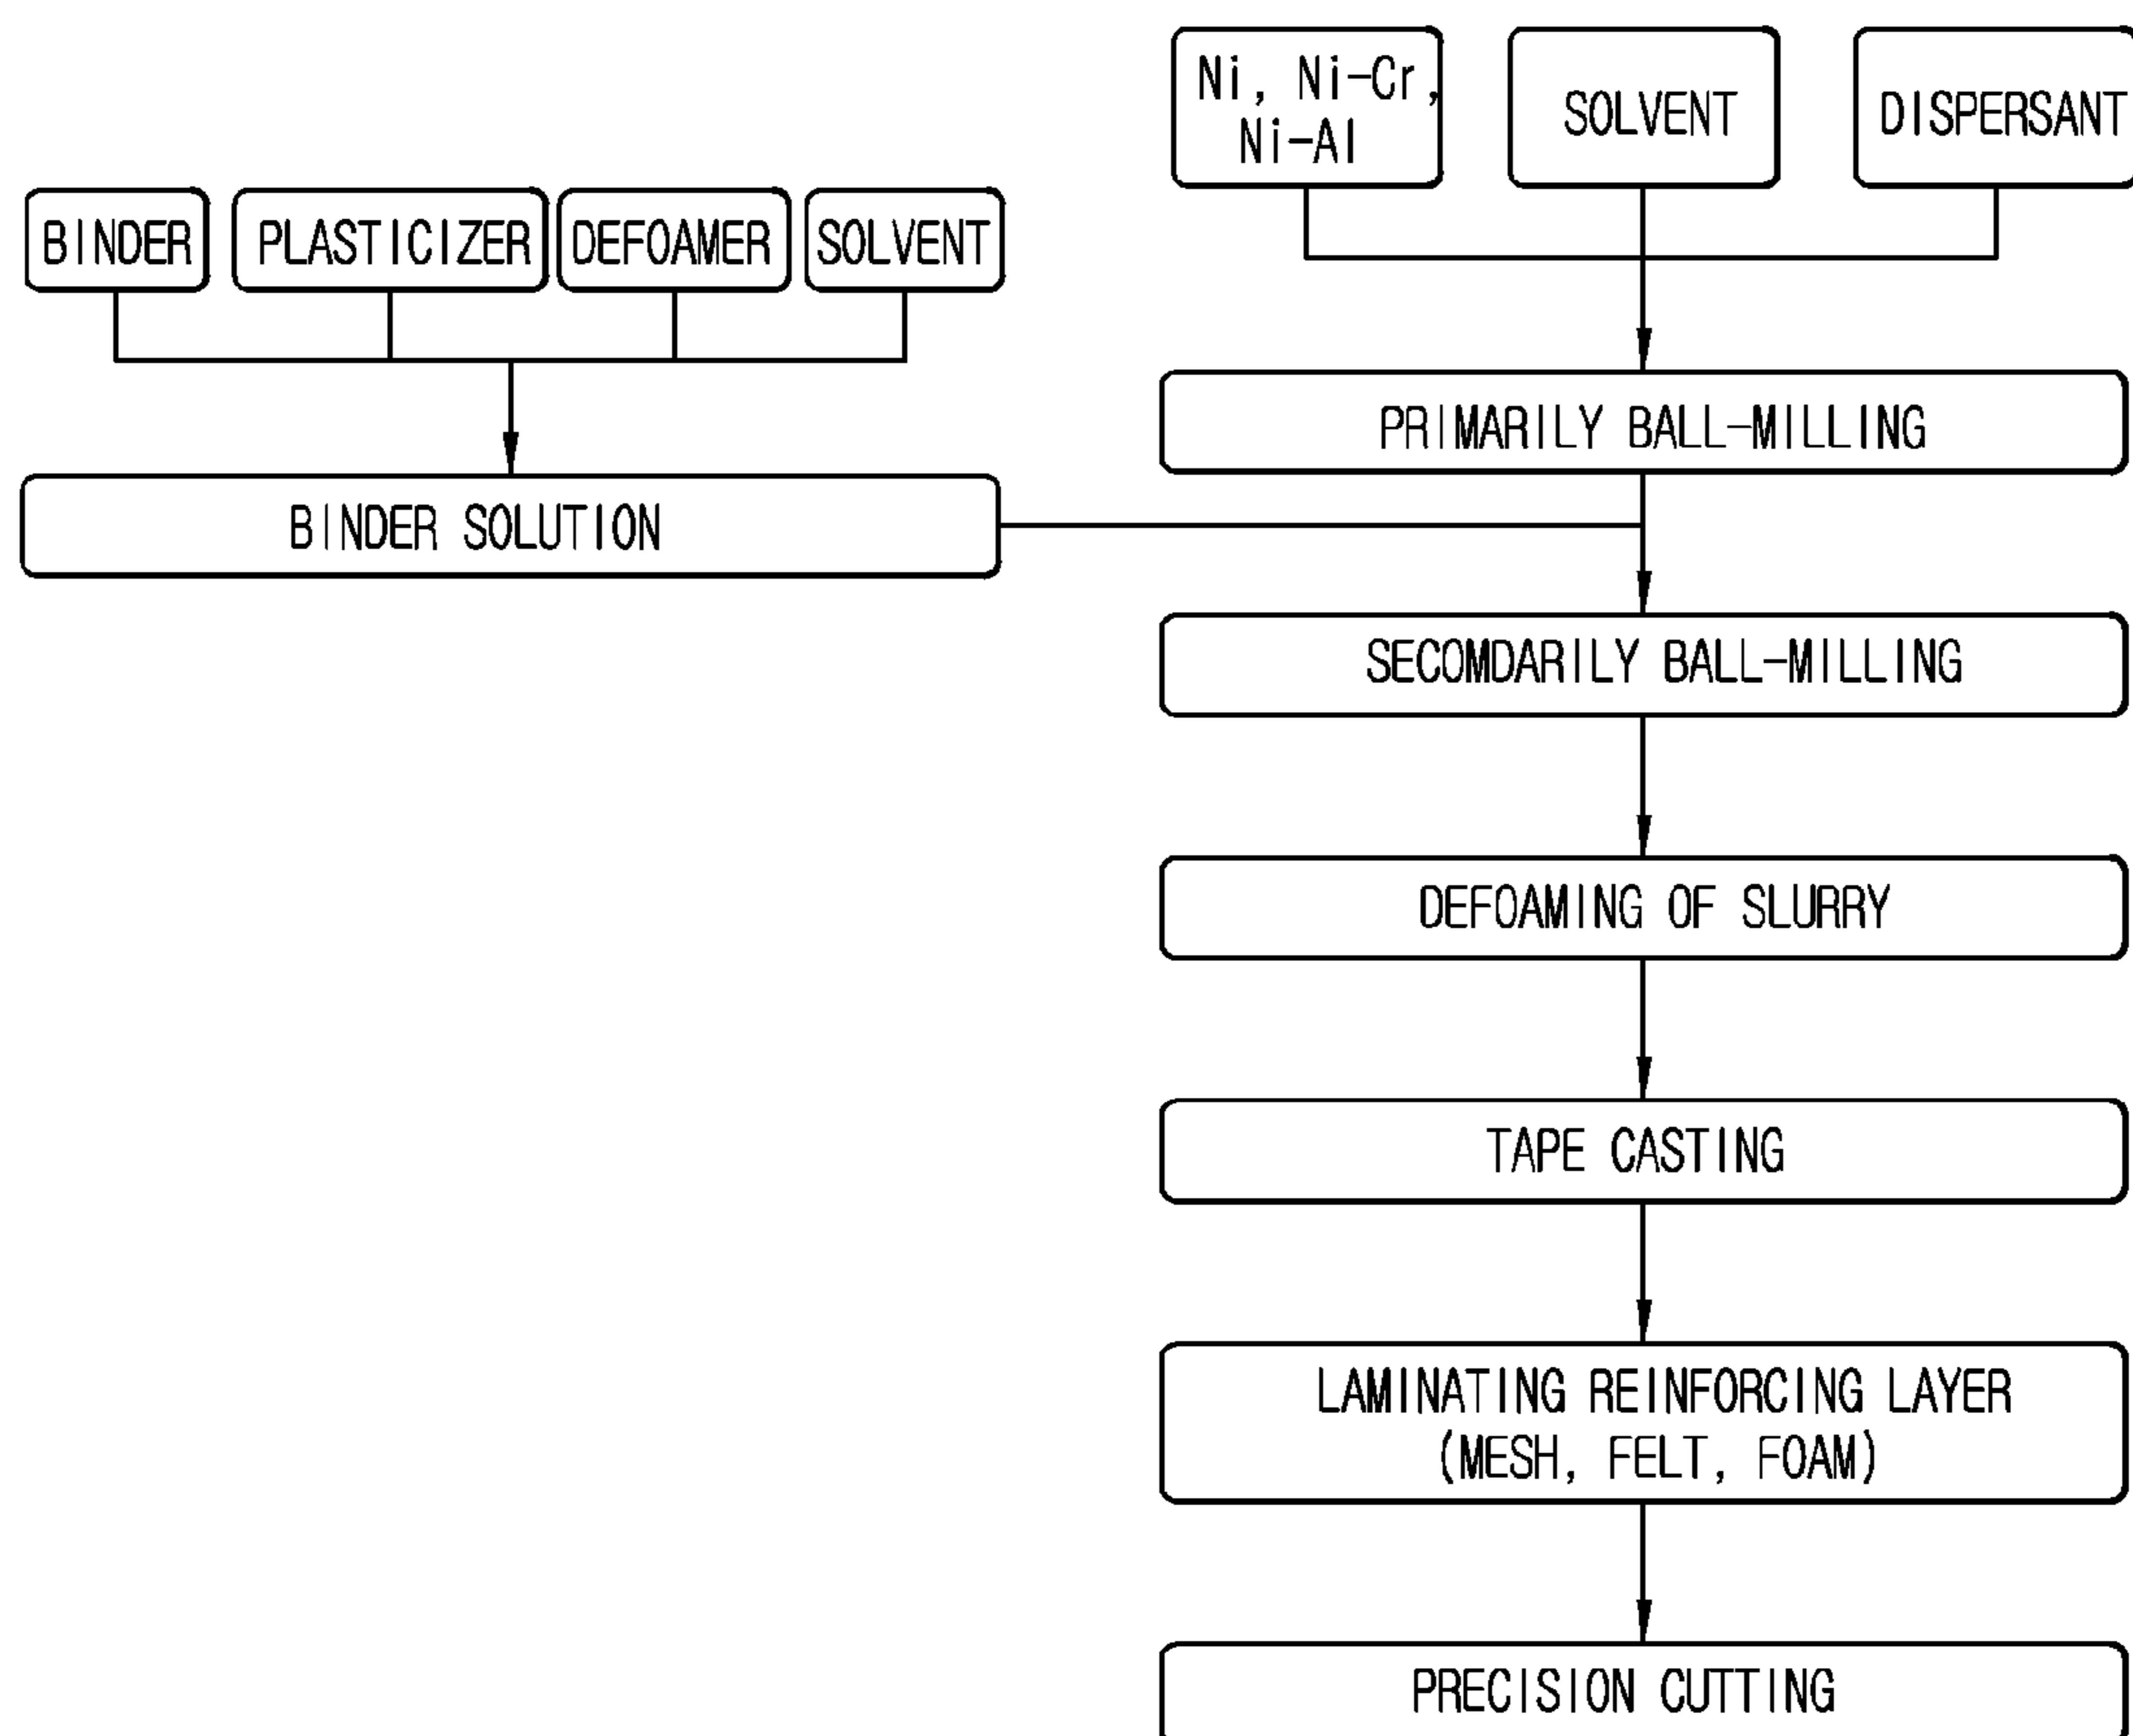 Ni, Ni-Cr,
Ni-Al
SOLVENT
DISPERSANT
BINDER
PLASTICIZER
DEFOAMER
SOLVENT
PRIMARILY BALL-MILLING
BINDER SOLUTION
SECOMDARILY BALL-MILLING
DEFOAMING OF SLURRY
TAPE CASTING
LAMINATING REINFORCING LAYER
(MESH, FELT, FOAM)
PRECISION CUTTING